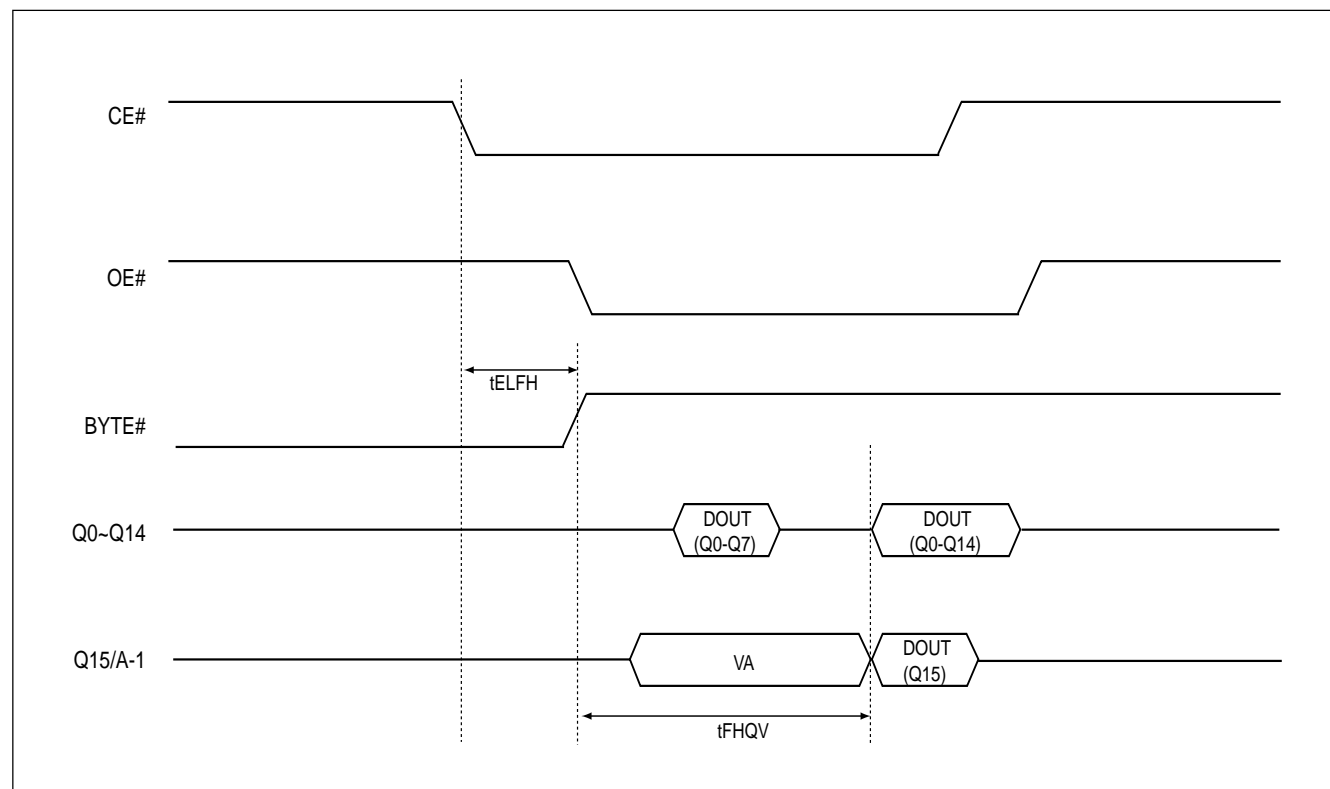 CE#
OE#
tELFH
BYTE#
Q0~Q14
DOUT
(Q0-Q7)
DOUT
(Q0-Q14)
Q15/A-1
VA
DOUT
(Q15)
tFHQV